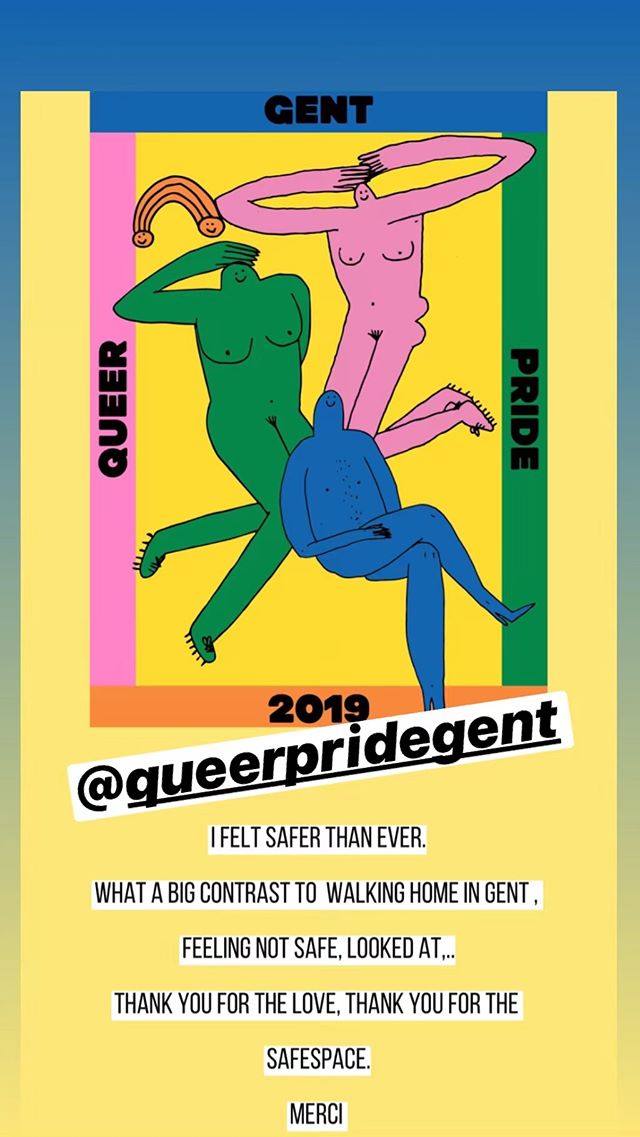 GENT
QUEER
PRIDE
2019
@queerpridegent
I FELT SAFER THAN EVER.
WHAT A BIG CONTRAST TO WALKING HOME IN GENT ,
FEELING NOT SAFE, LOOKED AT,..
THANK YOU FOR THE LOVE, THANK YOU FOR THE
SAFESPACE.
MERCI